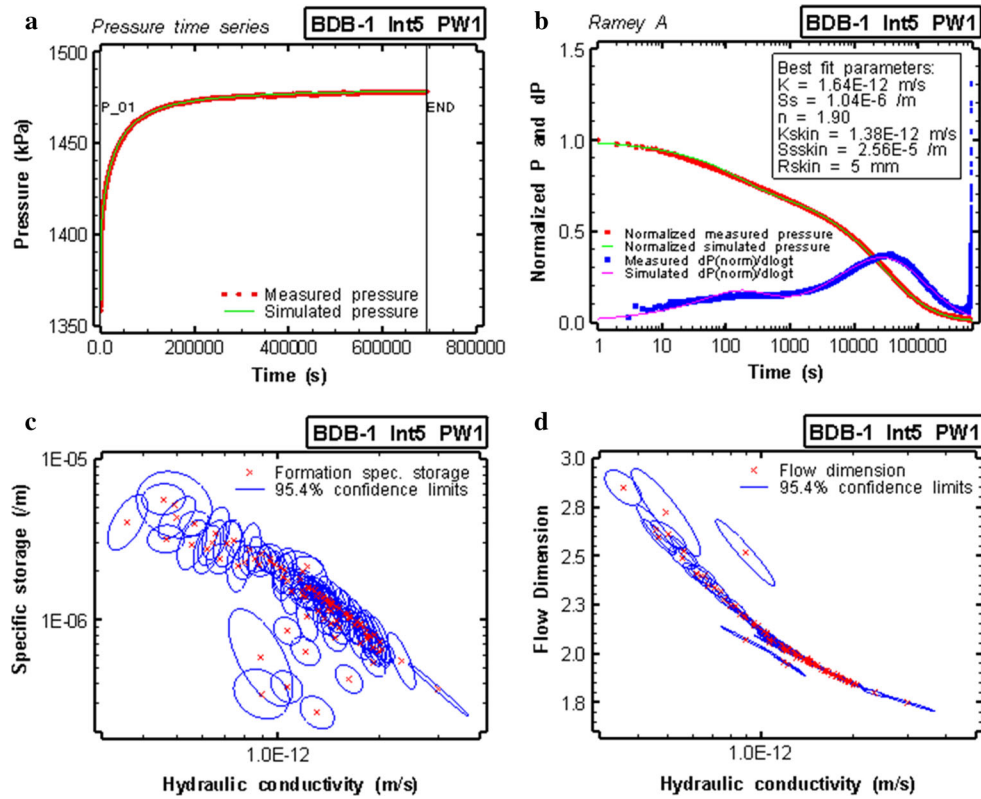 a
Pressure time series
BDB-1 Int5 PW1
1500
1450
1400
1350
Pressure (kPa)
P_01
END
Measured pressure
Simulated pressure
0.0
200000
400000
600000
800000
Time (s)
b
Ramey A
BDB-1 Int5 PW1
1.5
1.0
0.5
0.0
Normalized P and dP
Best fit parameters:
K = 1.64E-12 m/s
Ss = 1.04E-6 /m
n = 1.90
Kskin = 1.38E-12 m/s
Ssskin = 2.56E-5 /m
Rskin = 5 mm
Normalized measured pressure
Normalized simulated pressure
Measured dP(norm)/dlogt
Simulated dP(norm)/dlogt
1
10
100
1000
10000
100000
Time (s)
c
BDB-1 Int5 PW1
1E-05
1E-06
Specific storage (/m)
Formation spec. storage
95.4% confidence limits
1.0E-12
Hydraulic conductivity (m/s)
d
BDB-1 Int5 PW1
3.0
2.8
2.5
2.3
2.0
1.8
Flow Dimension
Flow dimension
95.4% confidence limits
1.0E-12
Hydraulic conductivity (m/s)